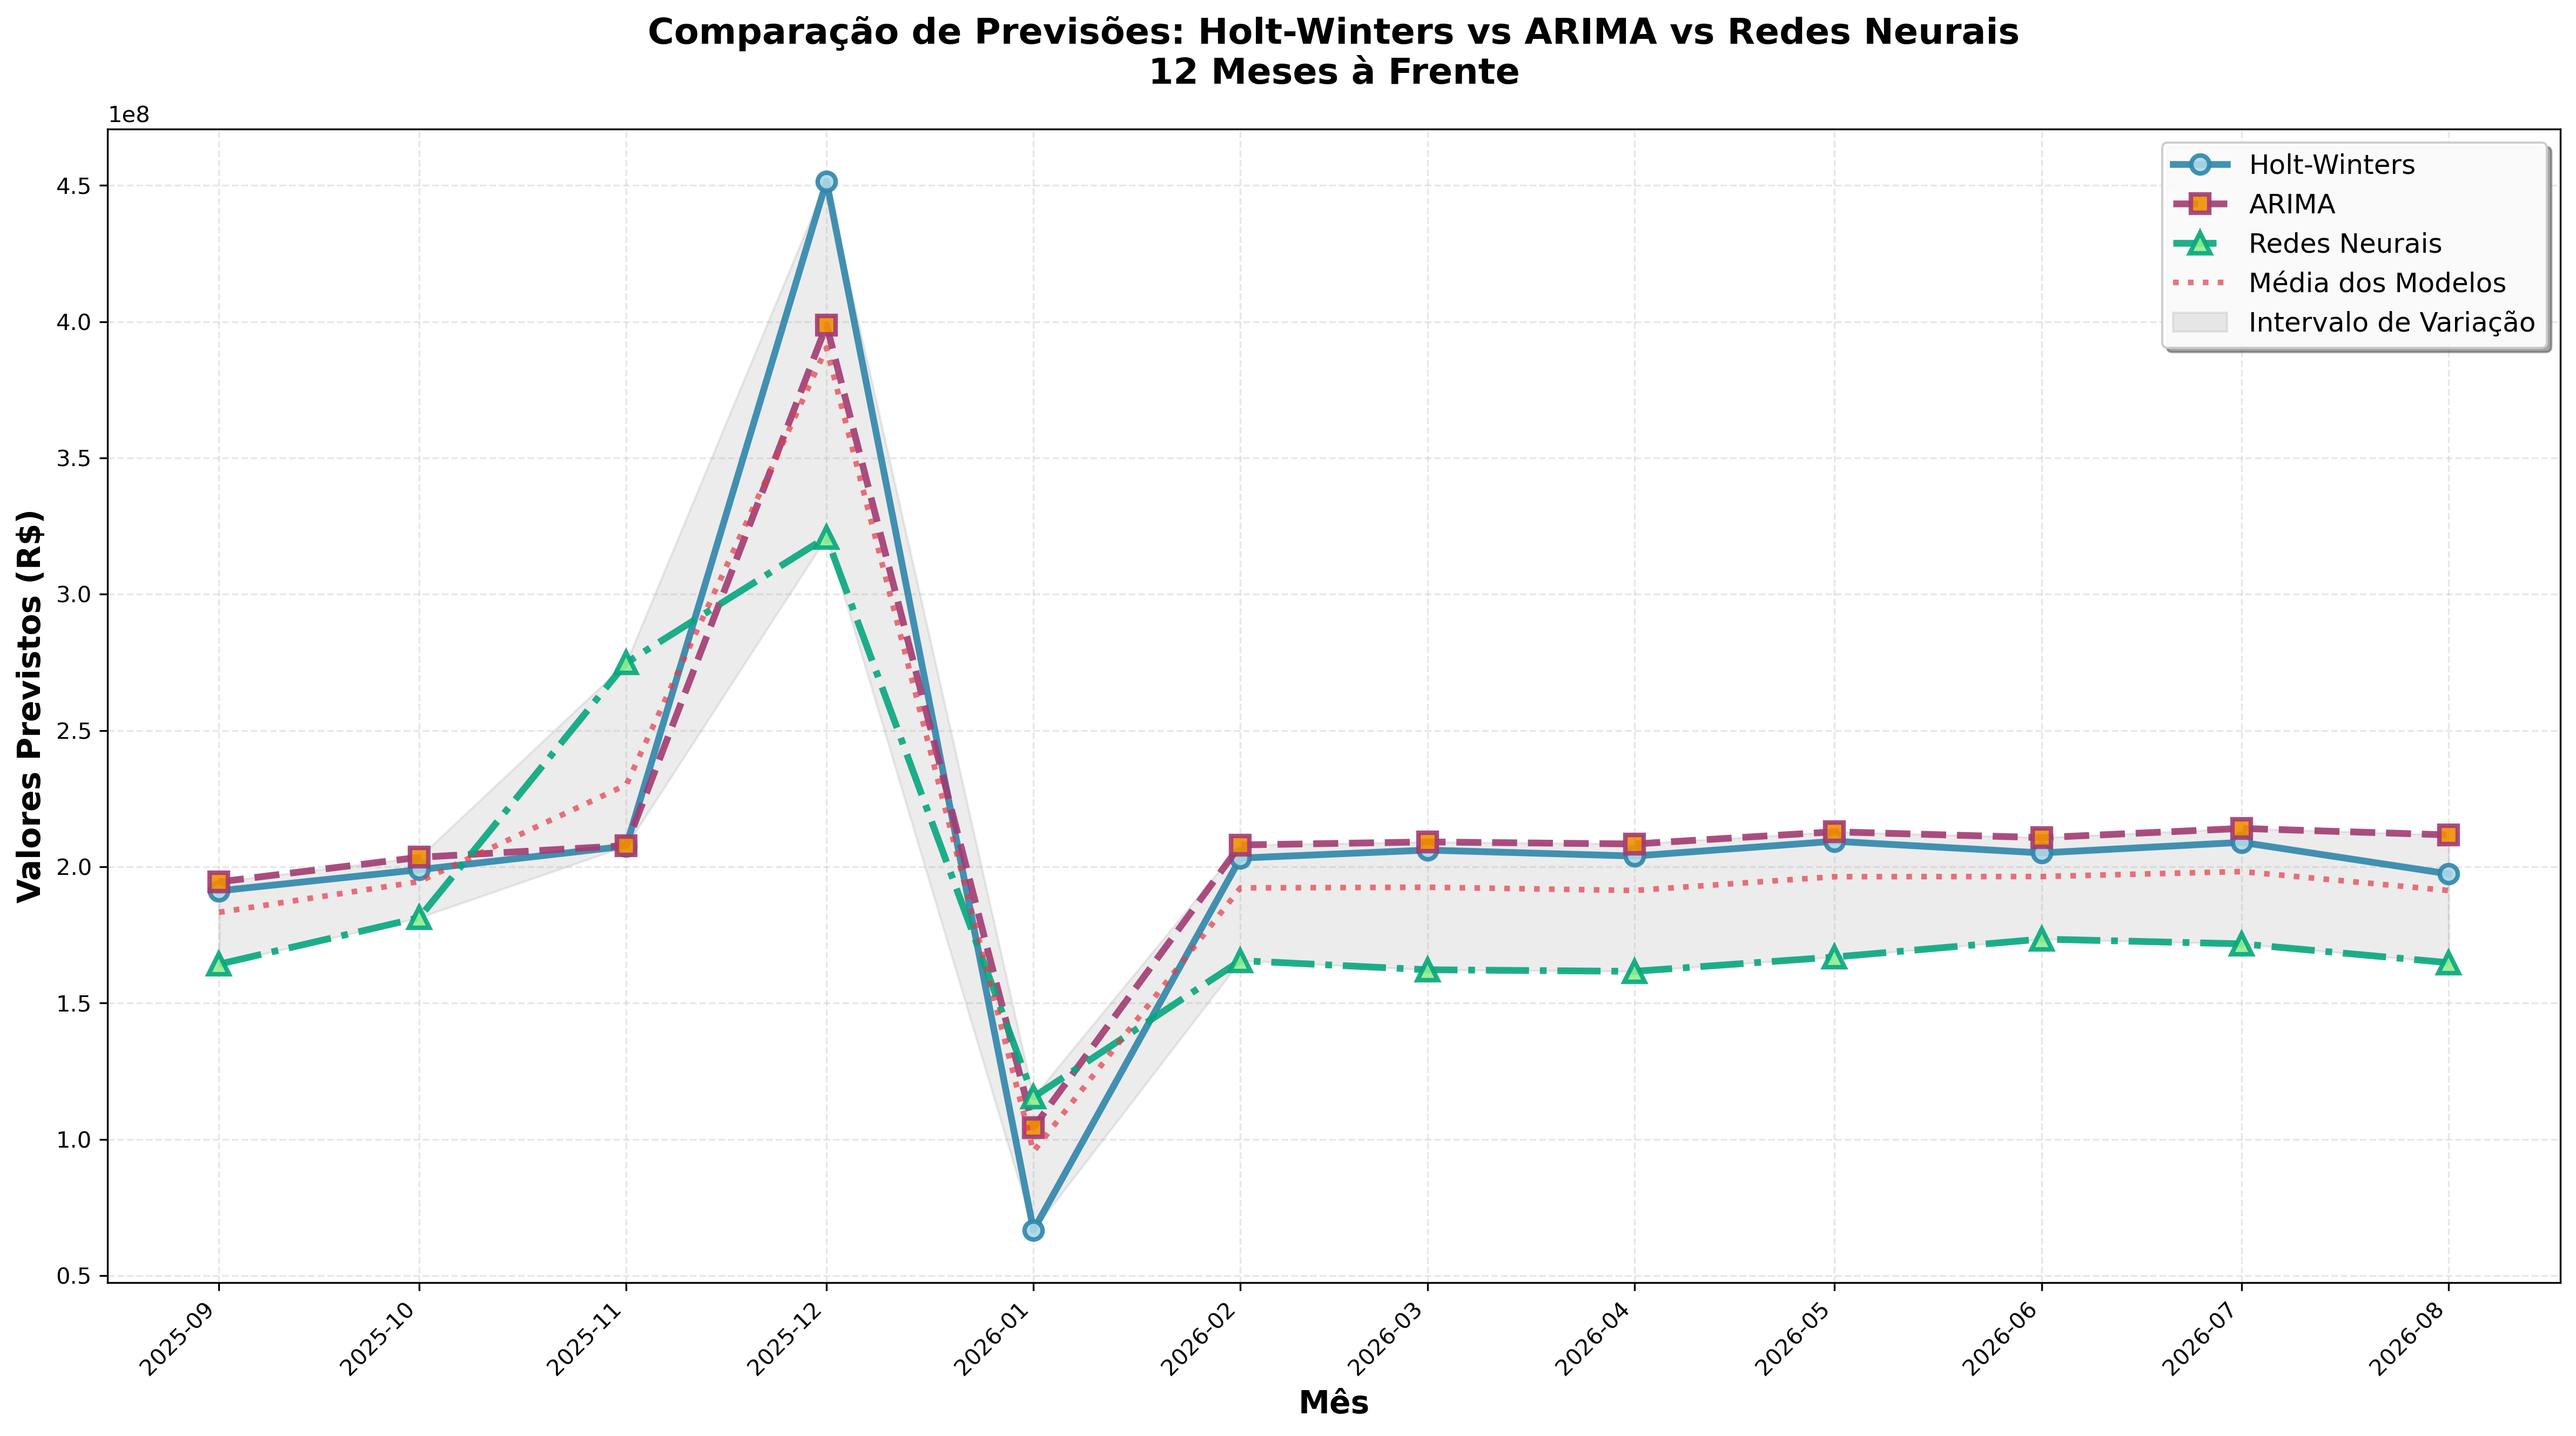 Comparação de Previsões: Holt-Winters vs ARIMA vs Redes Neurais
12 Meses à Frente
1e8
Holt-Winters
ARIMA
Redes Neurais
Média dos Modelos
Intervalo de Variação
Valores Previstos (R$)
4.5
4.0
3.5
3.0
2.5
2.0
1.5
1.0
0.5
2025-09
2025-10
2025-11
2025-12
2026-01
2026-02
2026-03
2026-04
2026-05
2026-06
2026-07
2026-08
Mês